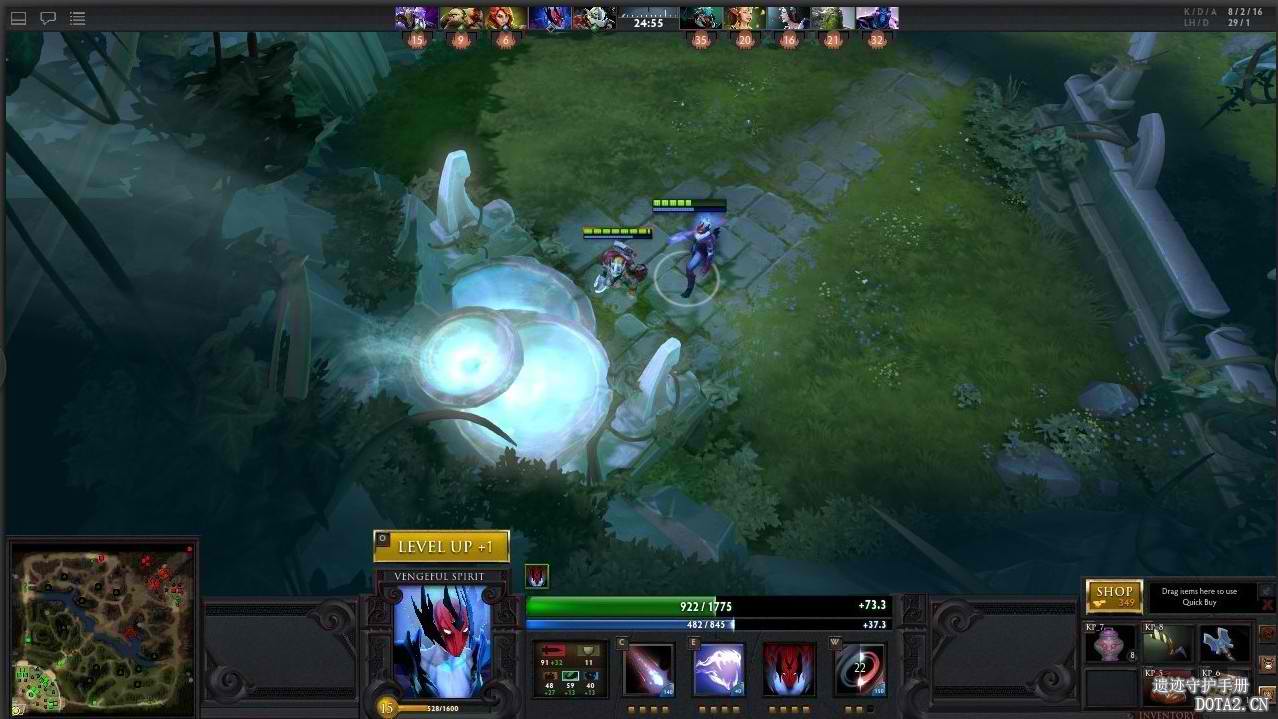 K/D/A 8/2/16
LH/D 29/1
24:55
15 9 6 35 20 16 21 32
O LEVEL UP +1
VENGEFUL SPIRIT
922/1775 +73.3
482/845 +37.3
SHOP
349
Drag items here to use
Quick Buy
KP_7 KP_8
8
C E W
91 +32 11
48 59 40
+27 +13 +13
140 40 22 150
KP_5 KP_6
15 528/1600
遗迹守护手册
DOTA2.CN
INVENTORY